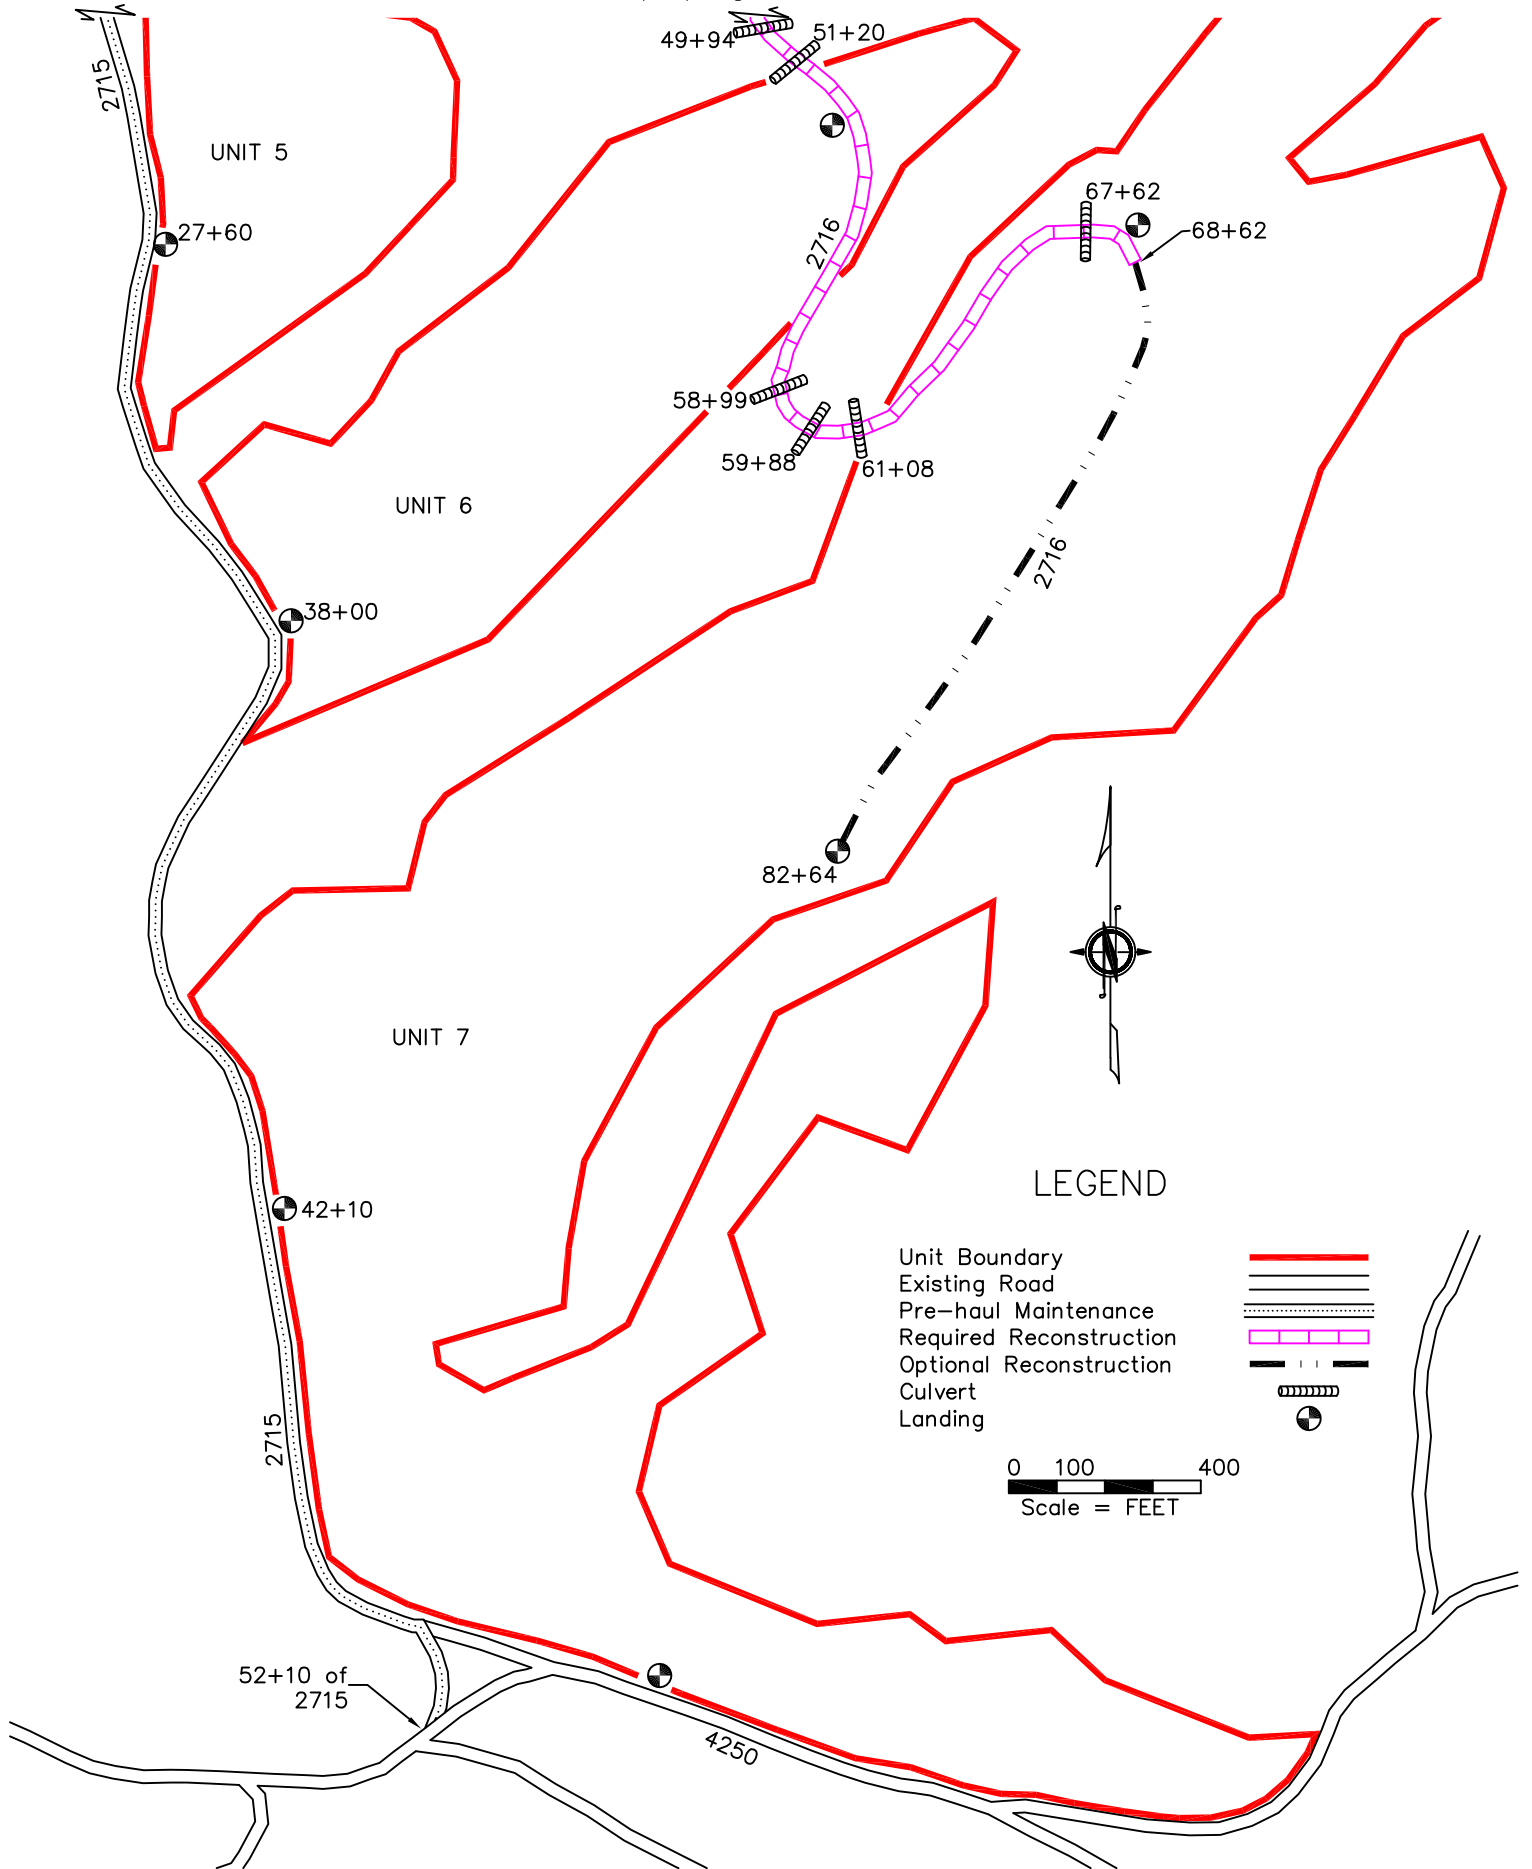 49+94
51+20
2715
UNIT 5
67+62
27+60
2716
68+62
58+99
59+88
61+08
UNIT 6
2716
38+00
82+64
UNIT 7
LEGEND
42+10
Unit Boundary
Existing Road
Pre-haul Maintenance
Required Reconstruction
Optional Reconstruction
Culvert
Landing
2715
0 100 400
Scale = FEET
52+10 of
2715
4250